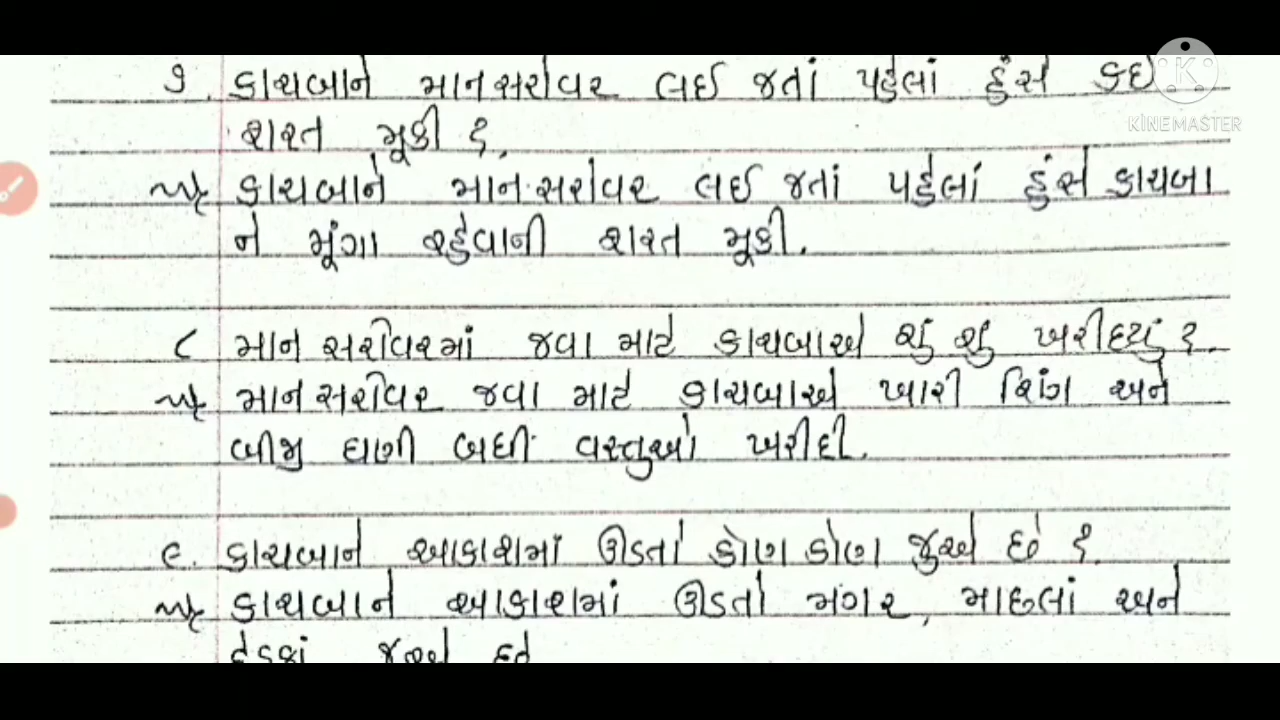 ૭. કાચબાને માનસરોવર લઈ જતાં પહેલાં હંસે કઈ
શરત મૂકી ?
જ. કાચબાને માનસરોવર લઈ જતાં પહેલાં હંસે કાચબા
ને મૂંગા રહેવાની શરત મૂકી.
૮ માનસરોવરમાં જવા માટે કાચબાએ શું શું ખરીદ્યું ?
જ. માનસરોવર જવા માટે કાચબાએ ખારી શિંગ અને
બીજી ઘણી બધી વસ્તુઓ ખરીદી.
૯. કાચબાને આકાશમાં ઊડતો કોણ કોણ જુએ છે ?
જ. કાચબાને આકાશમાં ઊડતો મગર, માછલાં અને
દેડકાં જુએ છે
KINEMASTER